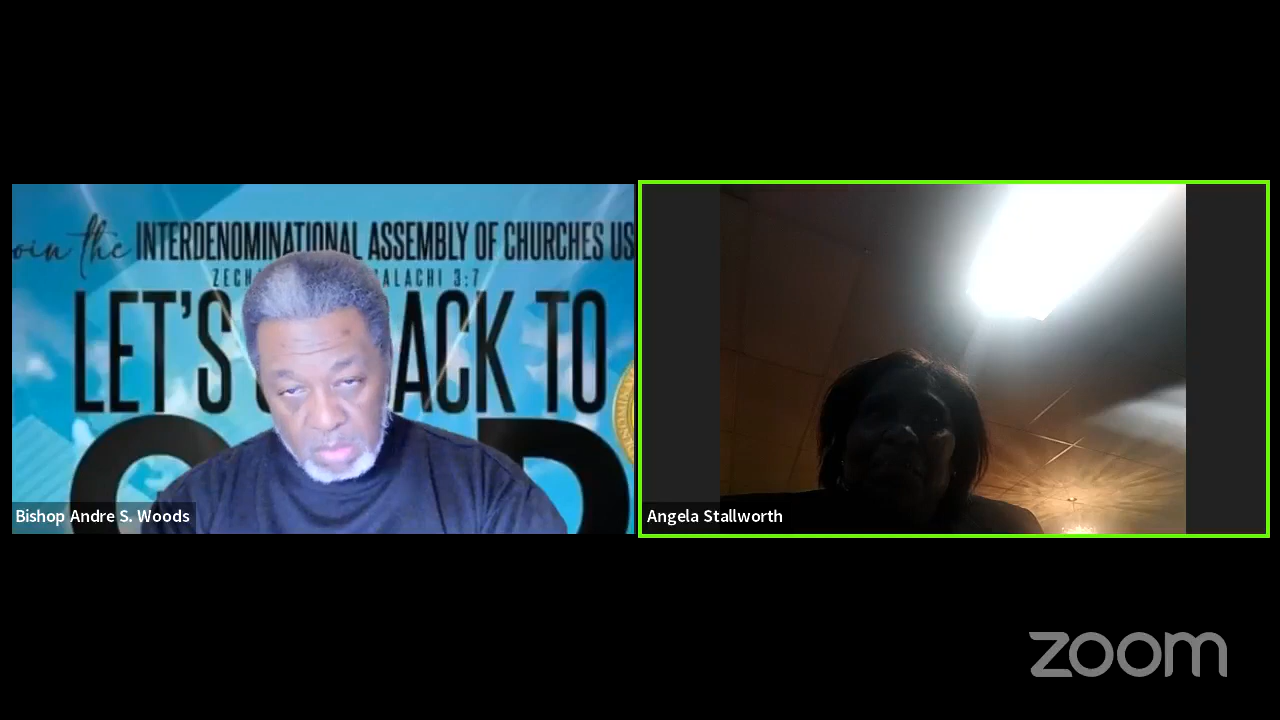 oin the INTERDENOMINATIONAL ASSEMBLY OF CHURCHES US
ZECH ALACHI 3:7
LET'S ACK TO
Bishop Andre S. Woods
Angela Stallworth
zoom